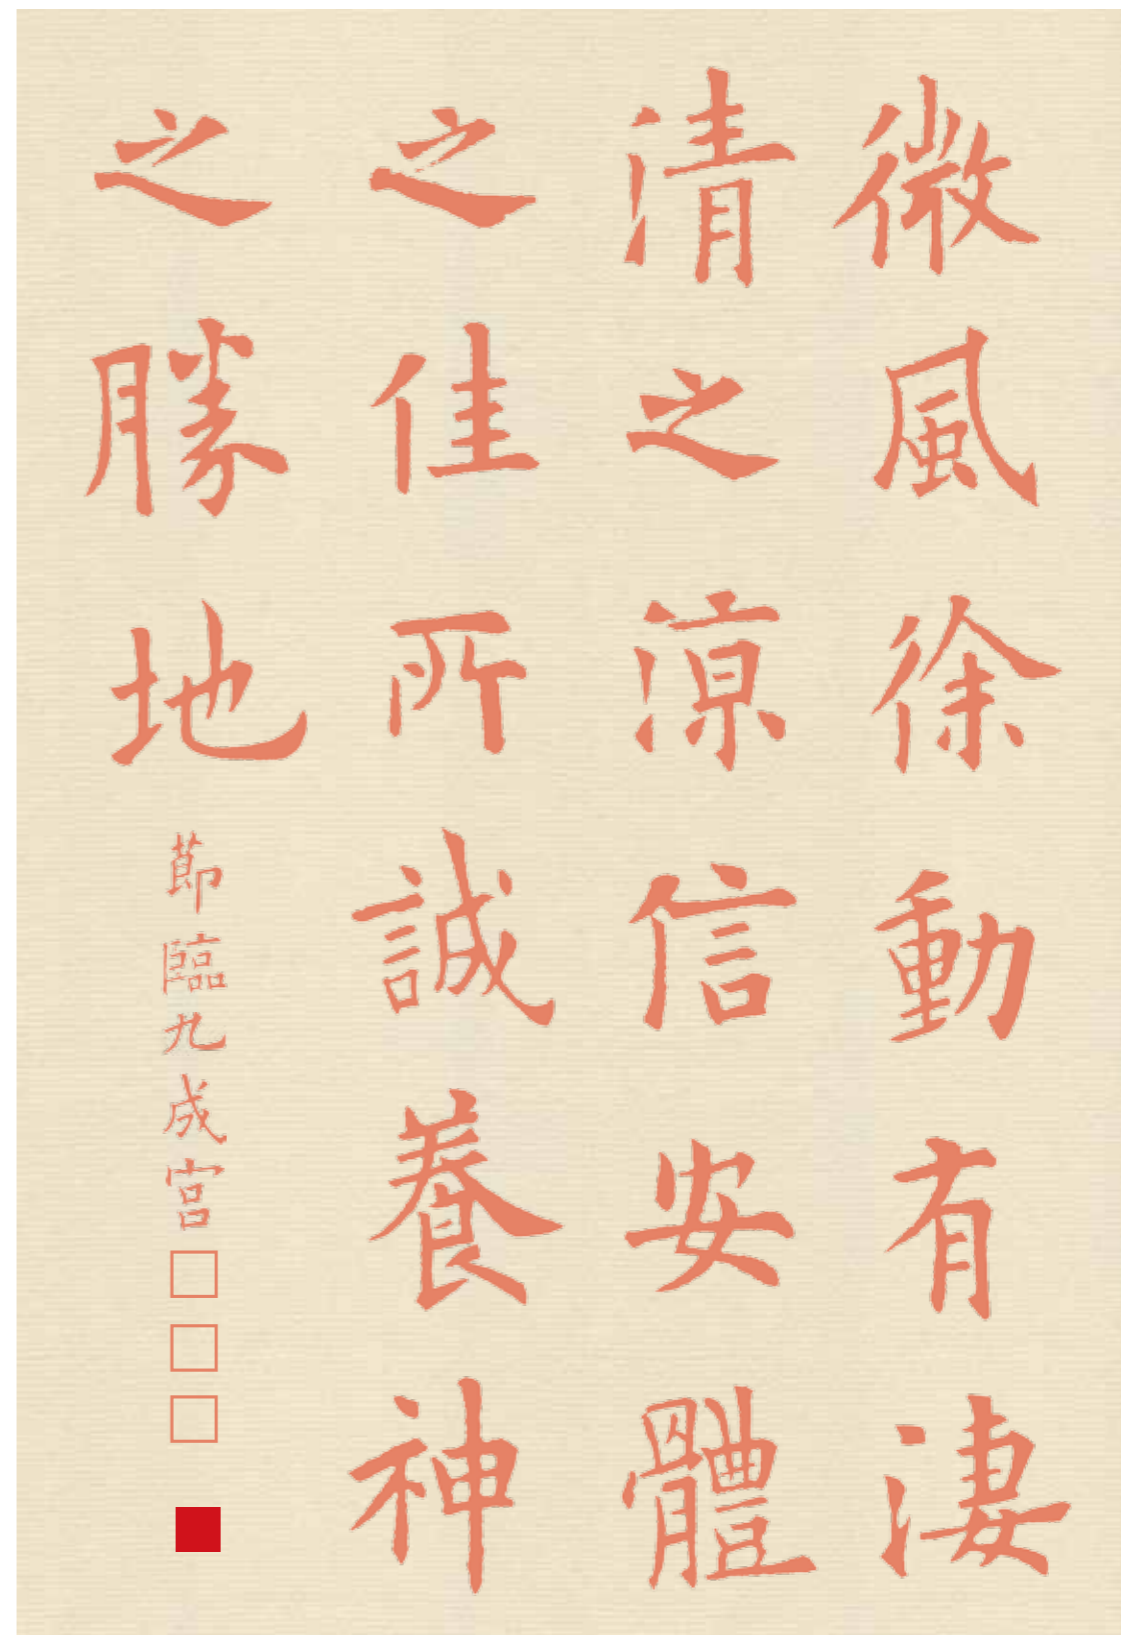 微風徐動有淒
清之涼信安體
之佳所誠養神
之勝地
節臨九成宮□□□